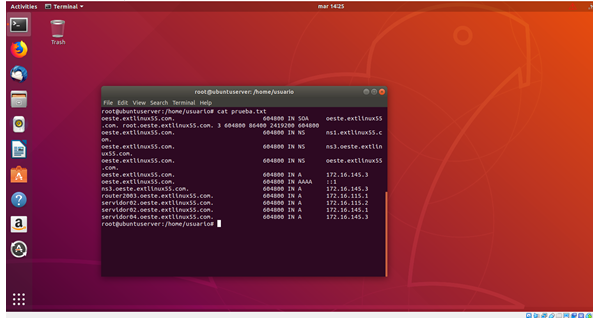 Activities Terminal mar 14:25
Trash
root@ubuntuserver: /home/usuario
File Edit View Search Terminal Help
root@ubuntuserver:/home/usuario# cat prueba.txt
oeste.extlinux55.com. 604800 IN SOA oeste.extlinux55
.com. root.oeste.extlinux55.com. 3 604800 86400 2419200 604800
oeste.extlinux55.com. 604800 IN NS ns1.extlinux55.c
om.
oeste.extlinux55.com. 604800 IN NS ns3.oeste.extlin
ux55.com.
oeste.extlinux55.com. 604800 IN NS oeste.extlinux55
.com.
oeste.extlinux55.com. 604800 IN A 172.16.145.3
oeste.extlinux55.com. 604800 IN AAAA ::1
ns3.oeste.extlinux55.com. 604800 IN A 172.16.145.3
router2003.oeste.extlinux55.com. 604800 IN A 172.16.115.1
servidor02.oeste.extlinux55.com. 604800 IN A 172.16.115.2
servidor02.oeste.extlinux55.com. 604800 IN A 172.16.145.1
servidor04.oeste.extlinux55.com. 604800 IN A 172.16.145.3
root@ubuntuserver:/home/usuario#